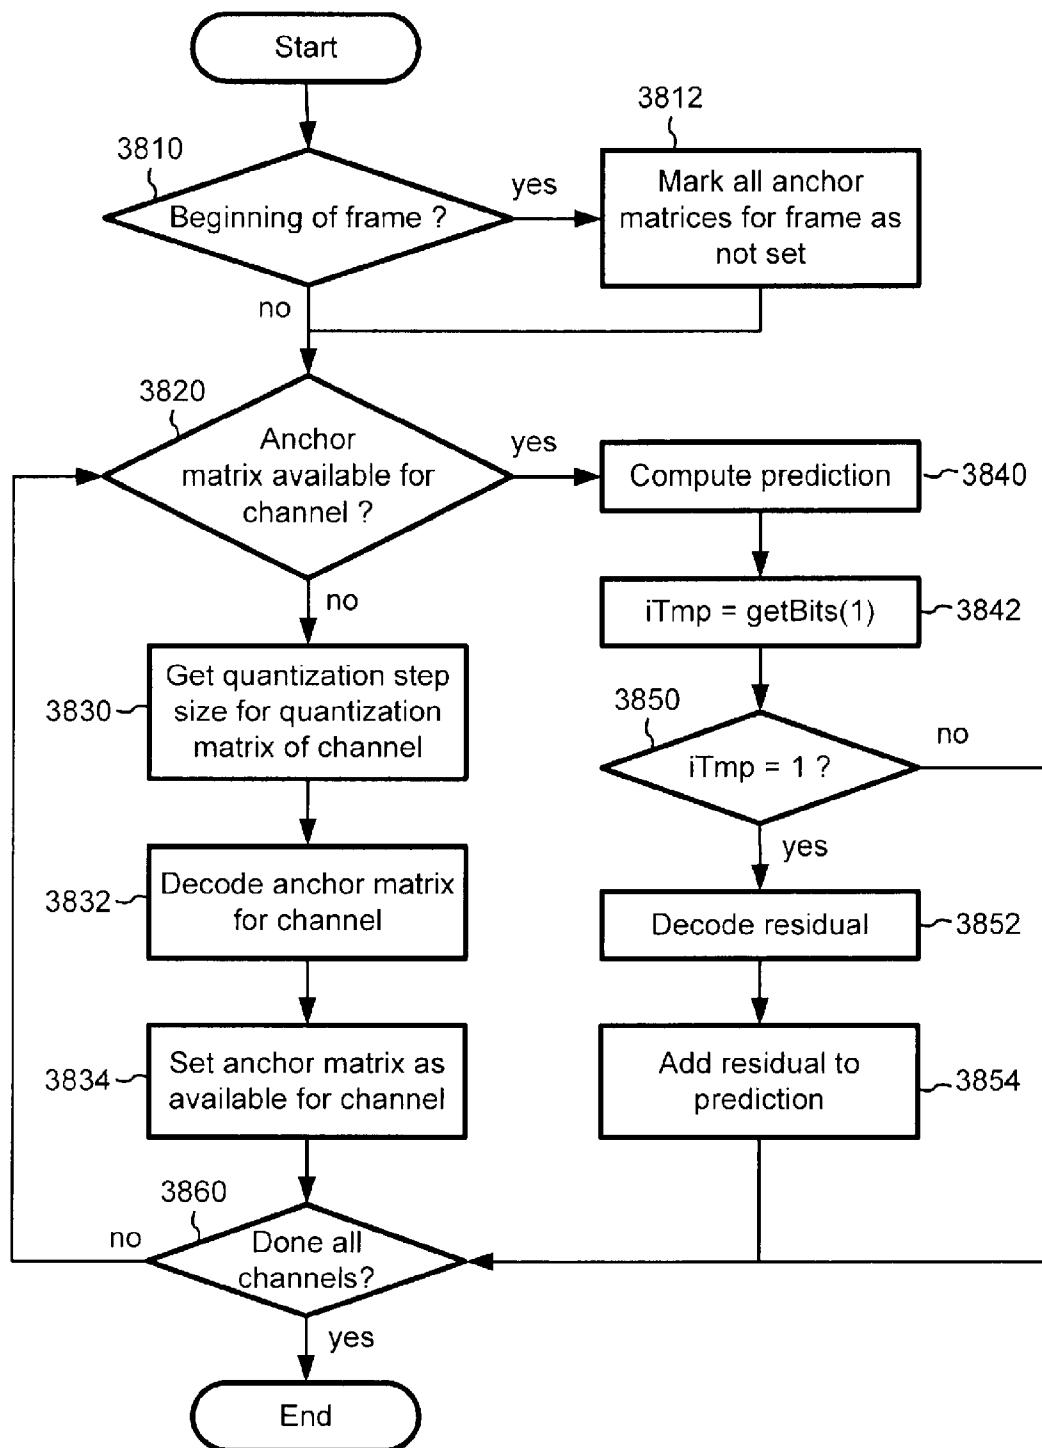 Start
3812
3810
Beginning of frame ?
yes
Mark all anchor
matrices for frame as
not set
no
3820
Anchor
matrix available for
channel ?
yes
Compute prediction
3840
no
iTmp = getBits(1)
3842
3830
Get quantization step
size for quantization
matrix of channel
3850
iTmp = 1 ?
no
yes
3832
Decode anchor matrix
for channel
Decode residual
3852
3834
Set anchor matrix as
available for channel
Add residual to
prediction
3854
3860
no
Done all
channels?
yes
End